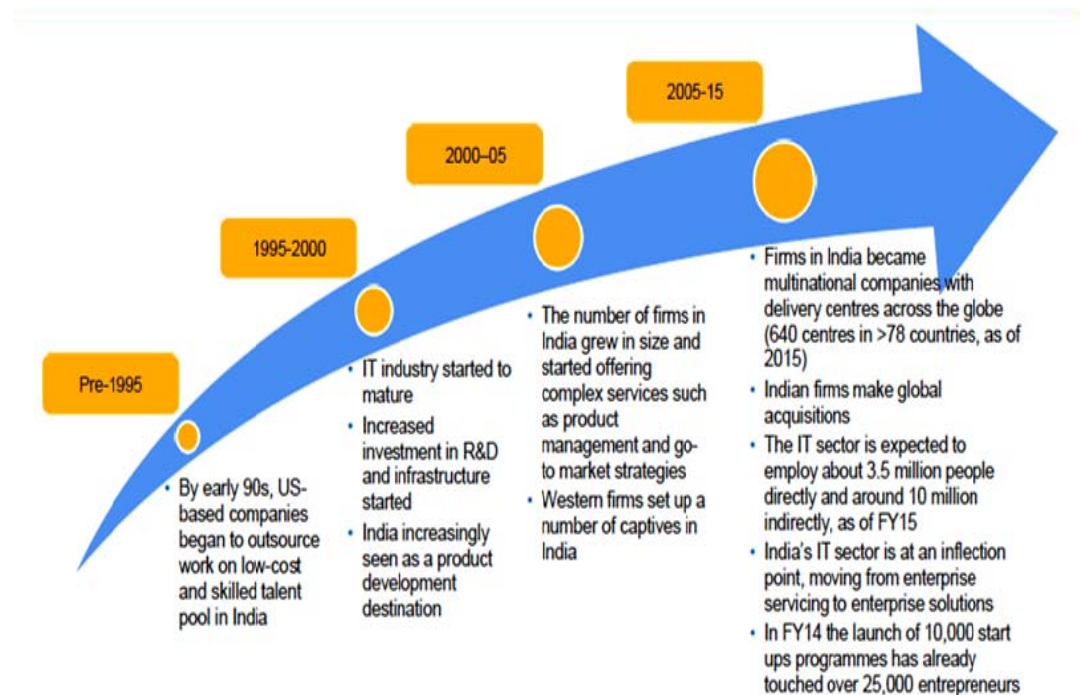 Pre-1995
• By early 90s, US-
based companies
began to outsource
work on low-cost
and skilled talent
pool in India
1995-2000
• IT industry started to
mature
• Increased
investment in R&D
and infrastructure
started
• India increasingly
seen as a product
development
destination
2000–05
• The number of firms in
India grew in size and
started offering
complex services such
as product
management and go-
to market strategies
• Western firms set up a
number of captives in
India
2005-15
• Firms in India became
multinational companies with
delivery centres across the globe
(640 centres in >78 countries, as of
2015)
• Indian firms make global
acquisitions
• The IT sector is expected to
employ about 3.5 million people
directly and around 10 million
indirectly, as of FY15
• India’s IT sector is at an inflection
point, moving from enterprise
servicing to enterprise solutions
• In FY14 the launch of 10,000 start
ups programmes has already
touched over 25,000 entrepreneurs